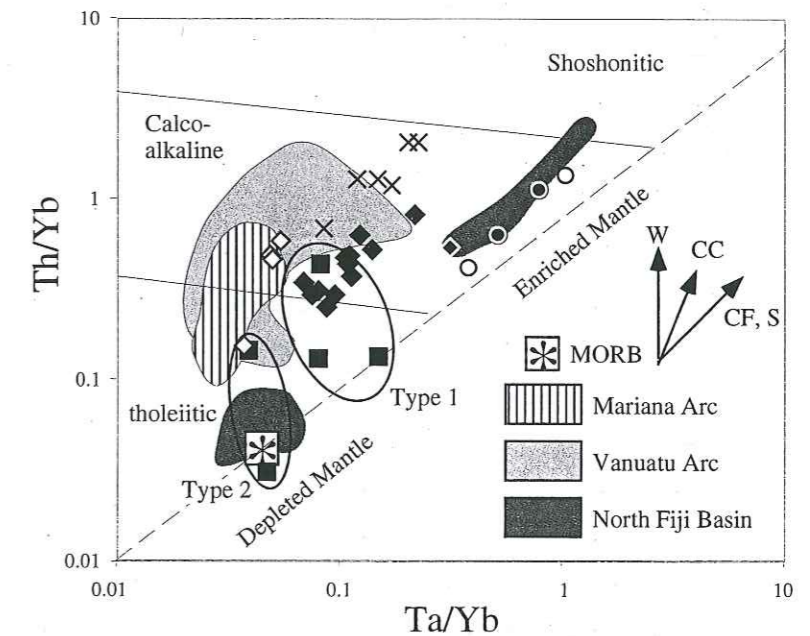 10
Shoshonitic
Calco-
alkaline
1
Th/Yb
Enriched Mantle
W
CC
CF, S
MORB
0.1
Type 1
Mariana Arc
tholeiitic
Vanuatu Arc
Type 2
Depleted Mantle
North Fiji Basin
0.01
0.01
0.1
1
10
Ta/Yb